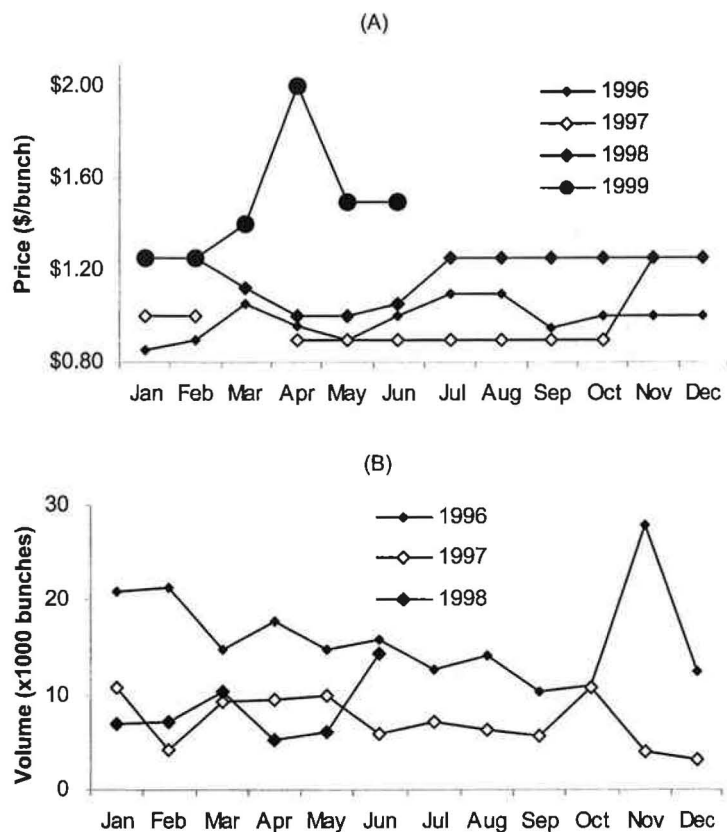 (A)
$2.00
$1.60
$1.20
$0.80
Price ($/bunch)
1996
1997
1998
1999
Jan Feb Mar Apr May Jun Jul Aug Sep Oct Nov Dec
(B)
30
20
10
0
Volume (x1000 bunches)
1996
1997
1998
Jan Feb Mar Apr May Jun Jul Aug Sep Oct Nov Dec